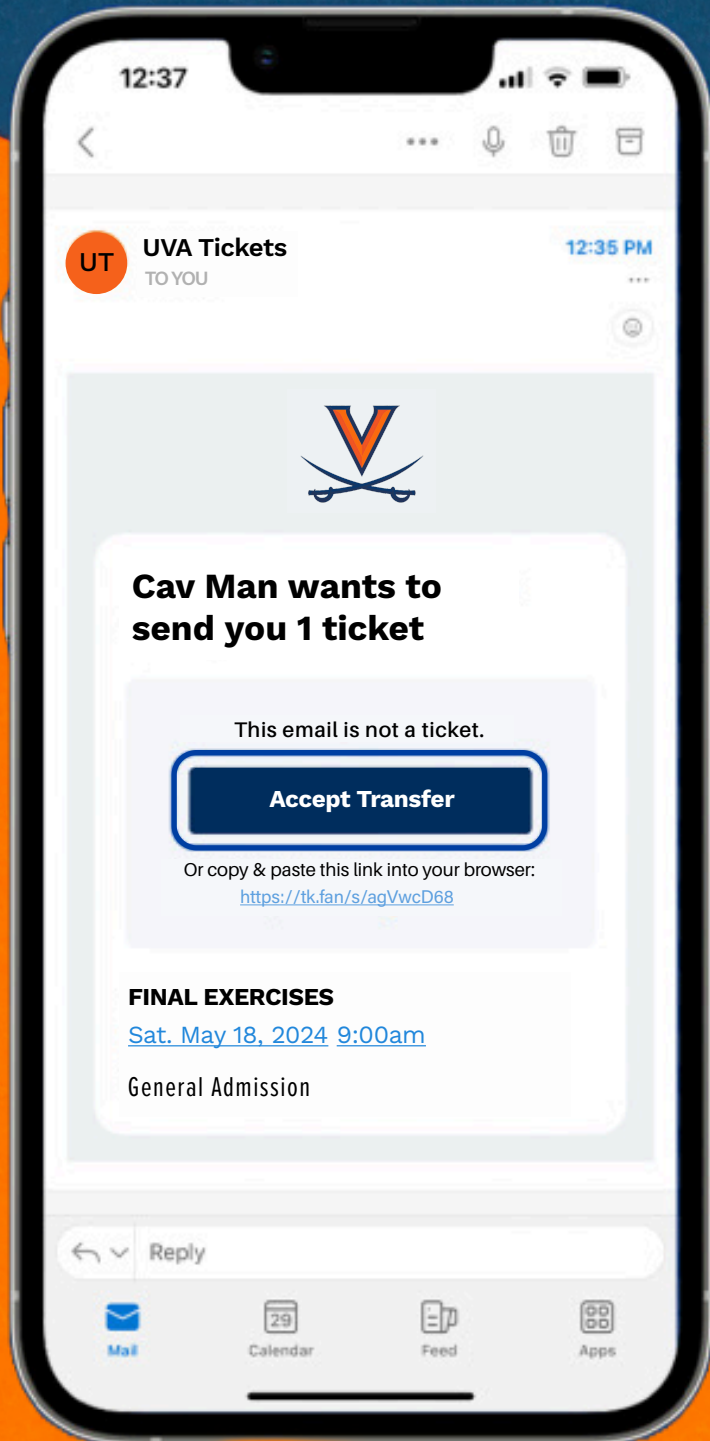 12:37
UT
UVA Tickets
TO YOU
12:35 PM
V
Cav Man wants to
send you 1 ticket
This email is not a ticket.
Accept Transfer
Or copy & paste this link into your browser:
https://tk.fan/s/agVwcD68
FINAL EXERCISES
Sat. May 18, 2024 9:00am
General Admission
Reply
29
Mail
Calendar
Feed
Apps